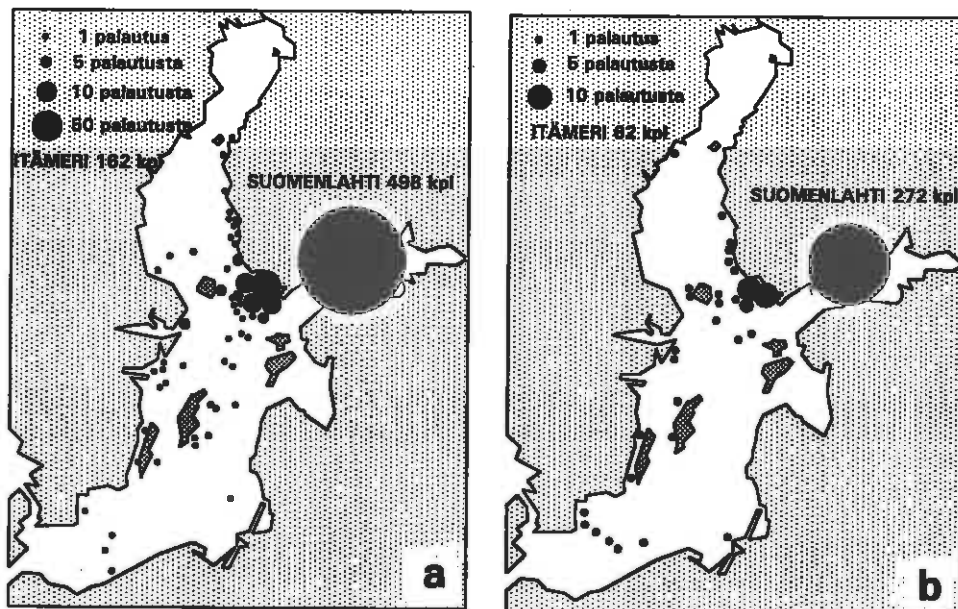 1 palautus
5 palautusta
10 palautusta
50 palautusta
ITÄMERI 162 kpl
SUOMENLAHTI 498 kpl
a
1 palautus
5 palautusta
10 palautusta
ITÄMERI 62 kpl
SUOMENLAHTI 272 kpl
b